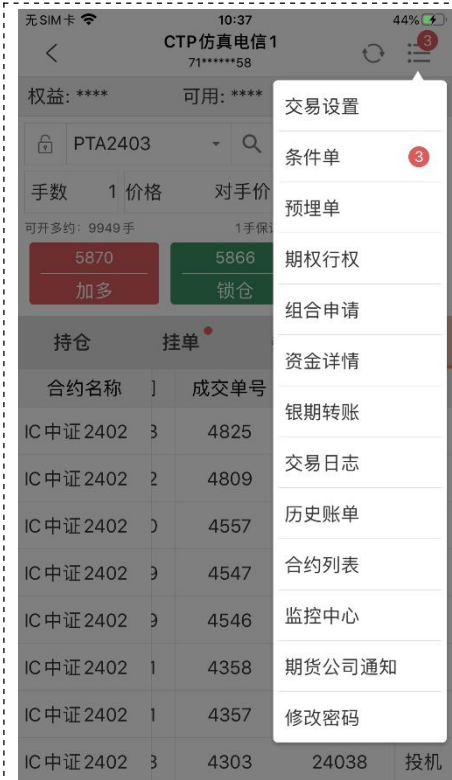 无SIM卡 10:37 44%
CTP仿真电信1
71******58
3
权益: **** 可用: ****
PTA2403
手数 1 价格 对手价
可开多约: 9949手 1手保
5870 5866
加多 锁仓
持仓 挂单
合约名称 成交单号
IC中证2402 4825
IC中证2402 4809
IC中证2402 4557
IC中证2402 9 4547
IC中证2402 9 4546
IC中证2402 1 4358
IC中证2402 1 4357
IC中证2402 4303 24038 投机
交易设置
条件单 3
预埋单
期权行权
组合申请
资金详情
银期转账
交易日志
历史账单
合约列表
监控中心
期货公司通知
修改密码